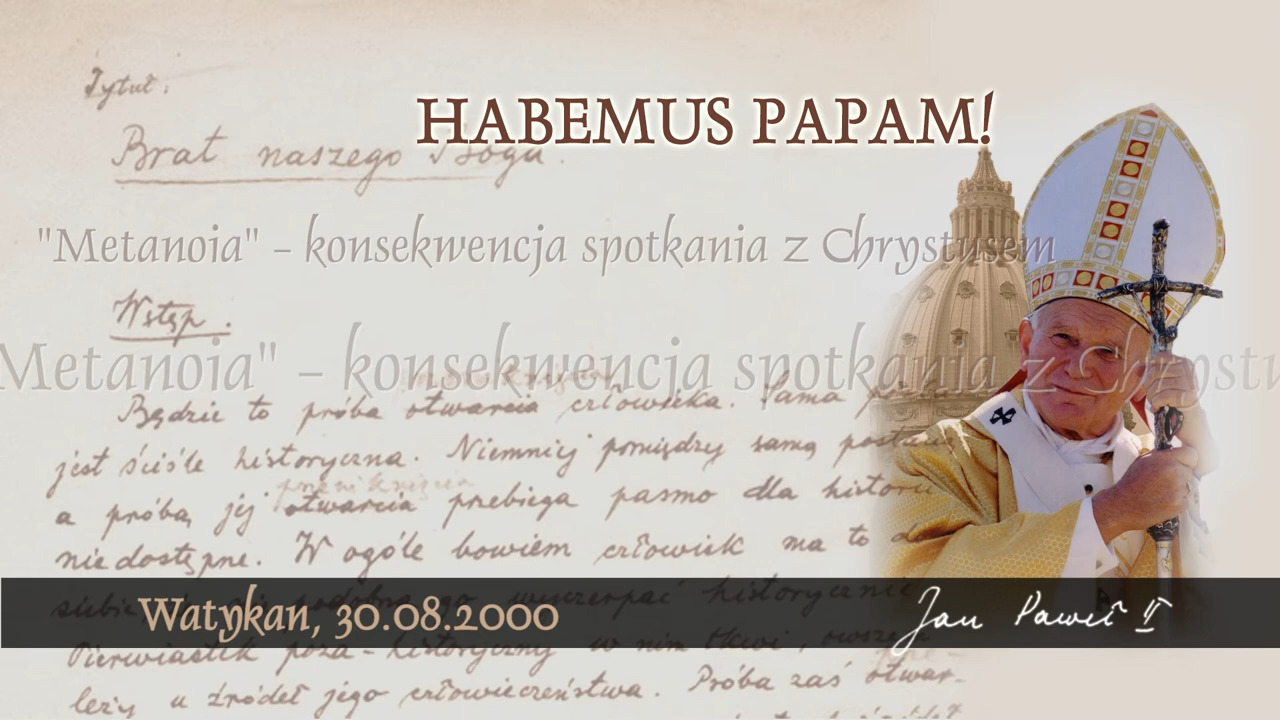 Tytuł:
HABEMUS PAPAM!
Brat naszego Boga.
"Metanoia" – konsekwencja spotkania z Chrystusem
Wstęp.
Metanoia" – konsekwencja spotkania z Chrystu
Będzie to próba otwarcia człowieka. Sama
jest ściśle historyczna. Niemniej pomiędzy samą
a próbą jej otwarcia przebiega pasmo dla
niedostępne. W ogóle bowiem człowiek ma to
siebie, wyczerpać historycznie
Watykan, 30.08.2000
Jan Paweł II
Pierwiastek poza-historyczny w nim tkwi, owszem
leży u źródeł jego człowieczeństwa. Próba zaś otwar-